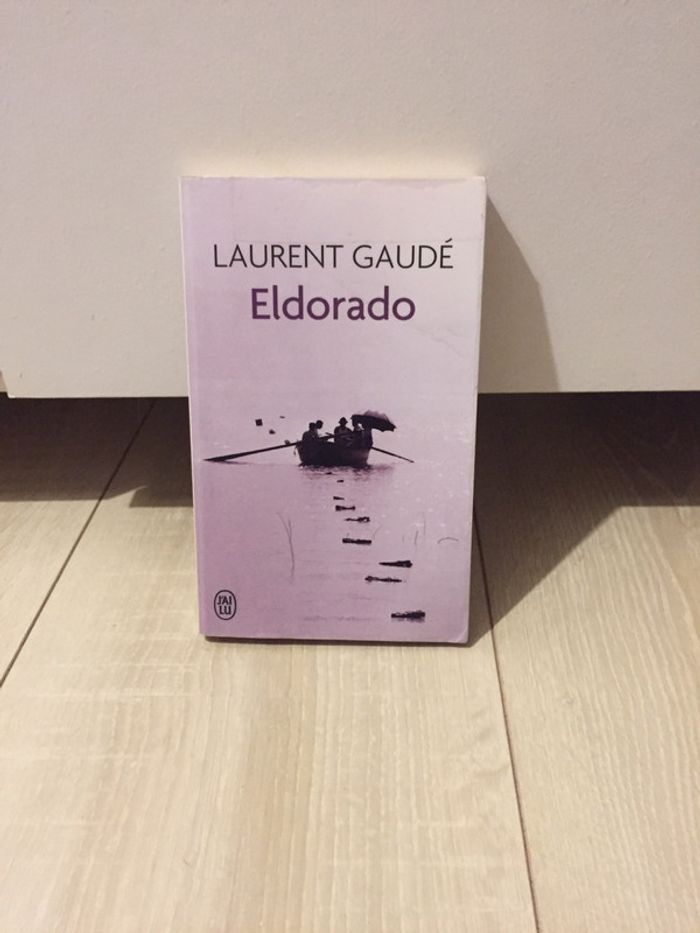 LAURENT GAUDÉ
Eldorado
J'AI
LU